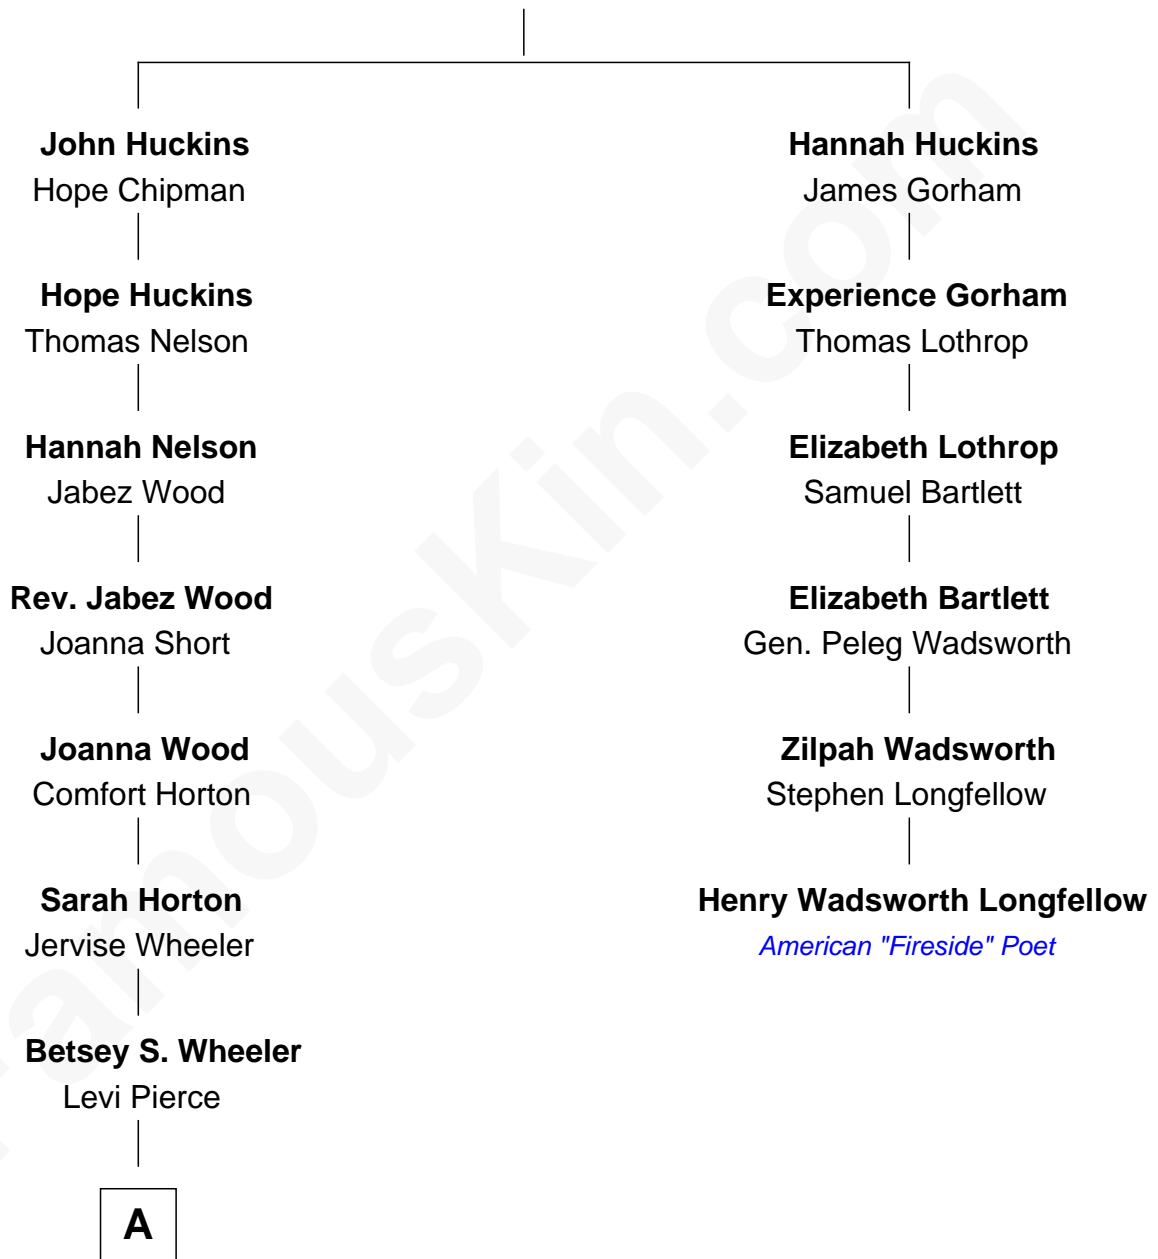 John Huckins
Hope Chipman
Hope Huckins
Thomas Nelson
Hannah Nelson
Jabez Wood
Rev. Jabez Wood
Joanna Short
Joanna Wood
Comfort Horton
Sarah Horton
Jervise Wheeler
Betsey S. Wheeler
Levi Pierce
A
Hannah Huckins
James Gorham
Experience Gorham
Thomas Lothrop
Elizabeth Lothrop
Samuel Bartlett
Elizabeth Bartlett
Gen. Peleg Wadsworth
Zilpah Wadsworth
Stephen Longfellow
Henry Wadsworth Longfellow
American "Fireside" Poet
FamousKin.com